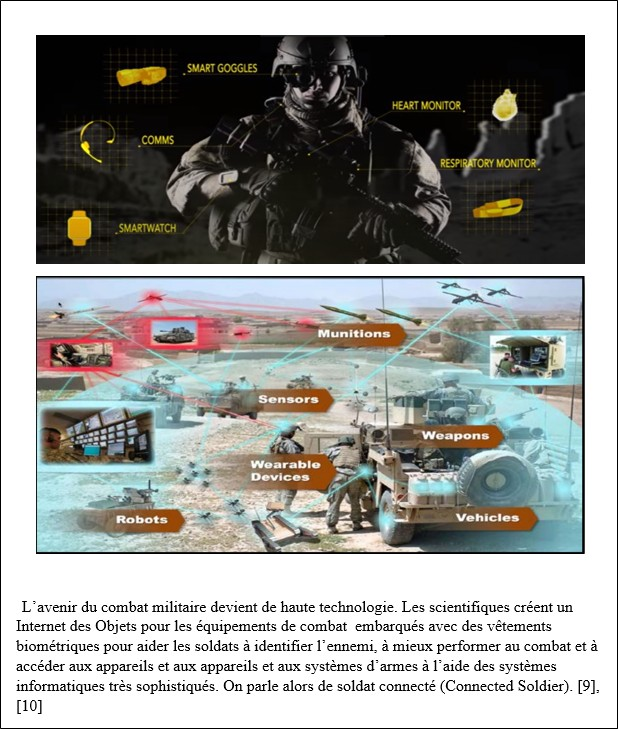 SMART GOGGLES
HEART MONITOR
COMMS
RESPIRATORY MONITOR
SMARTWATCH
Munitions
Sensors
Weapons
Wearable
Devices
Robots
Vehicles
L’avenir du combat militaire devient de haute technologie. Les scientifiques créent un
Internet des Objets pour les équipements de combat  embarqués avec des vêtements
biométriques pour aider les soldats à identifier l’ennemi, à mieux performer au combat et à
accéder aux appareils et aux appareils et aux systèmes d’armes à l’aide des systèmes
informatiques très sophistiqués. On parle alors de soldat connecté (Connected Soldier). [9],
[10]